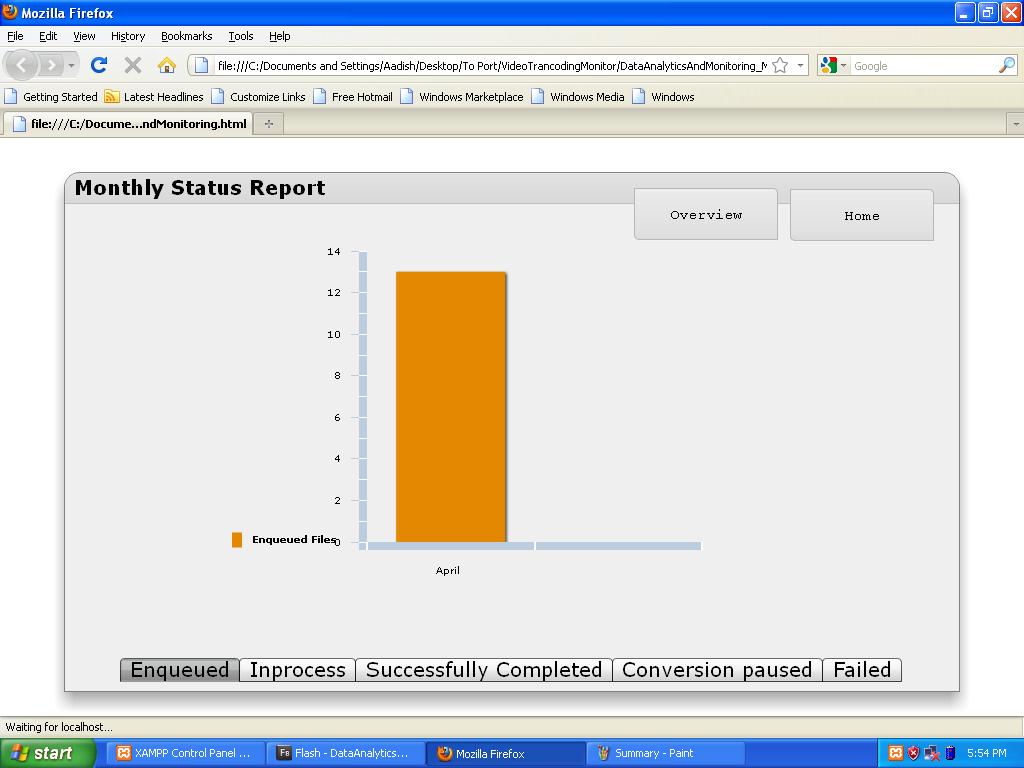 Mozilla Firefox
File Edit View History Bookmarks Tools Help
file:///C:/Documents and Settings/Aadish/Desktop/To Port/VideoTrancodingMonitor/DataAnalyticsAndMonitoring_M
Google
Getting Started Latest Headlines Customize Links Free Hotmail Windows Marketplace Windows Media Windows
file:///C:/Docume...ndMonitoring.html
Monthly Status Report
Overview Home
14
12
10
8
6
4
2
Enqueued Files 0
April
Enqueued Inprocess Successfully Completed Conversion paused Failed
Waiting for localhost...
start XAMPP Control Panel ... Flash - DataAnalytics... Mozilla Firefox Summary - Paint 5:54 PM